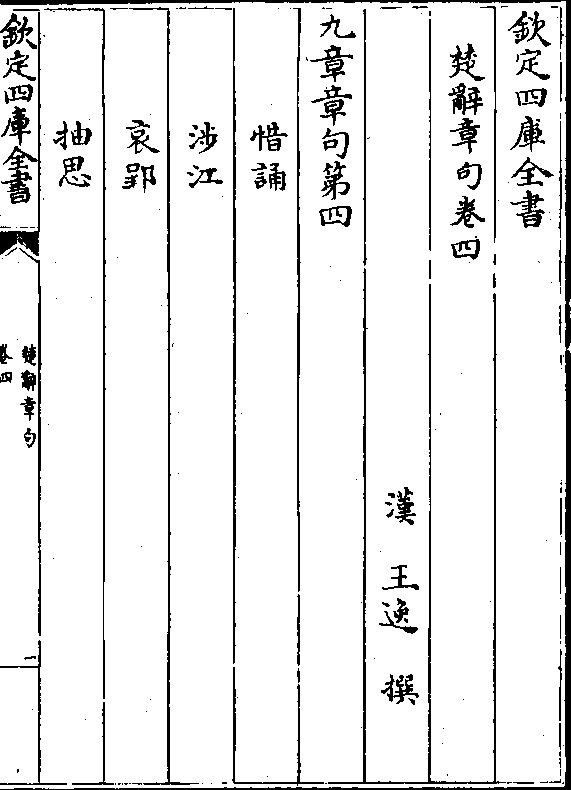 欽定四庫全書
楚辭章句卷四
漢 王逸 撰
九章章句第四
惜誦
涉江
哀郢
抽思
欽定四庫全書
楚辭章句
卷四
一